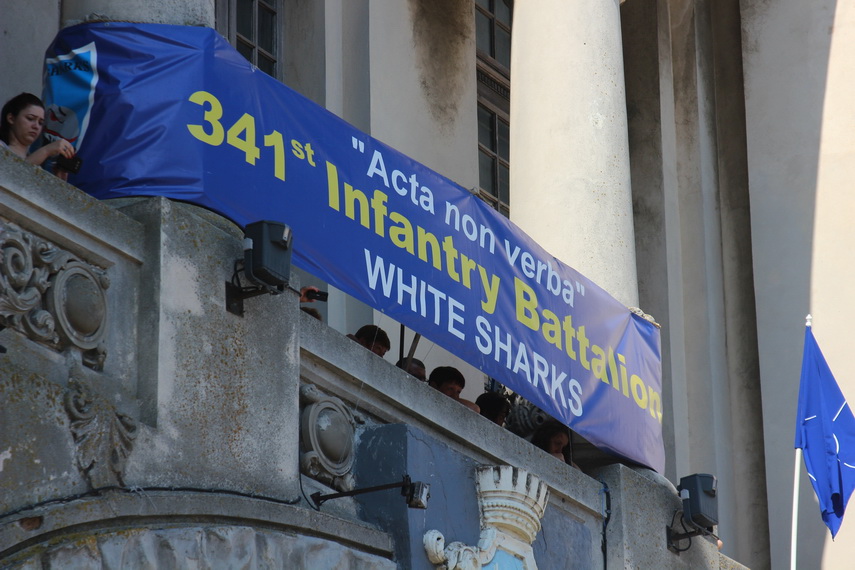 "Acta non verba"
341st Infantry Battalion
WHITE SHARKS